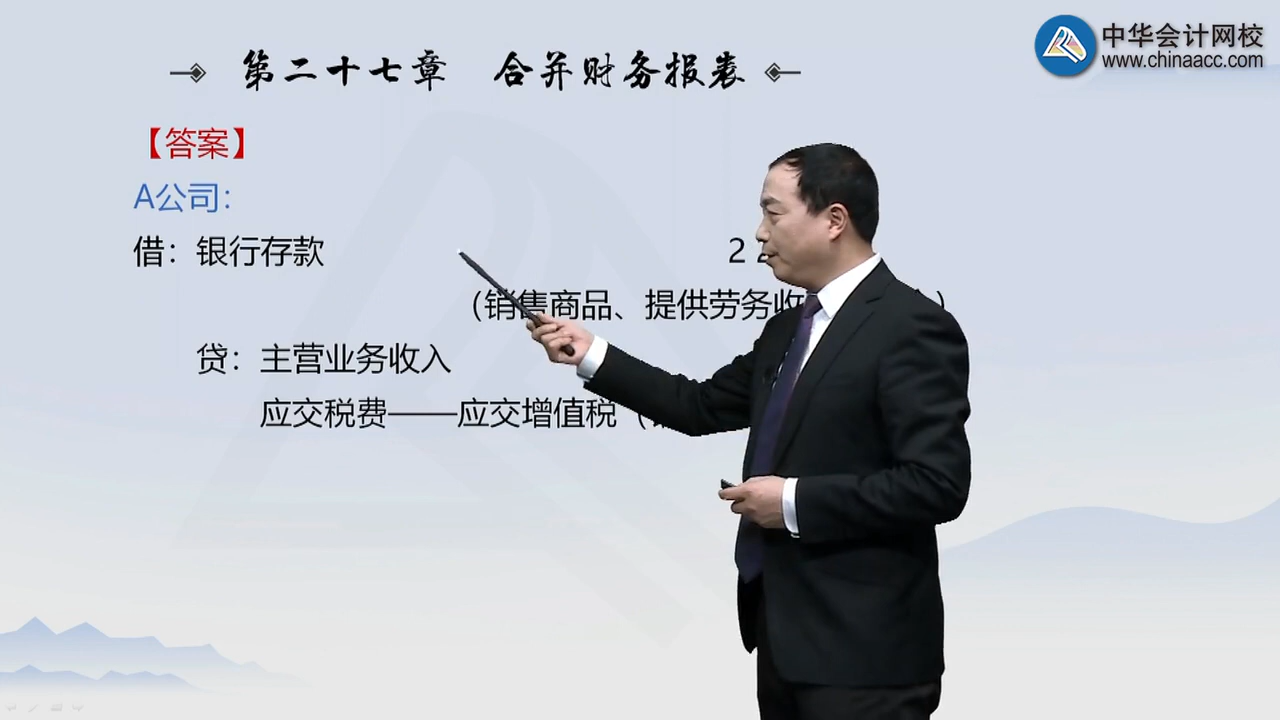 中华会计网校
www.chinaacc.com
第二十七章 合并财务报表
【答案】
A公司：
借：银行存款 2 2
（销售商品、提供劳务收 ）
贷：主营业务收入
应交税费——应交增值税（